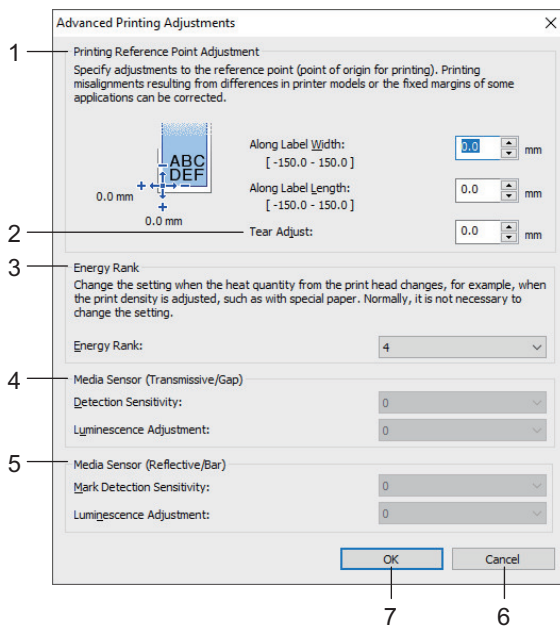 Advanced Printing Adjustments
1
Printing Reference Point Adjustment
Specify adjustments to the reference point (point of origin for printing). Printing
misalignments resulting from differences in printer models or the fixed margins of some
applications can be corrected.
ABC
DEF
0.0 mm
0.0 mm
Along Label Width:
0.0 mm
[ -150.0 - 150.0 ]
Along Label Length:
0.0 mm
[ -150.0 - 150.0 ]
2
Tear Adjust:
0.0 mm
3
Energy Rank
Change the setting when the heat quantity from the print head changes, for example, when
the print density is adjusted, such as with special paper. Normally, it is not necessary to
change the setting.
Energy Rank:
4
4
Media Sensor (Transmissive/Gap)
Detection Sensitivity:
0
Luminescence Adjustment:
0
5
Media Sensor (Reflective/Bar)
Mark Detection Sensitivity:
0
Luminescence Adjustment:
0
OK
Cancel
7
6